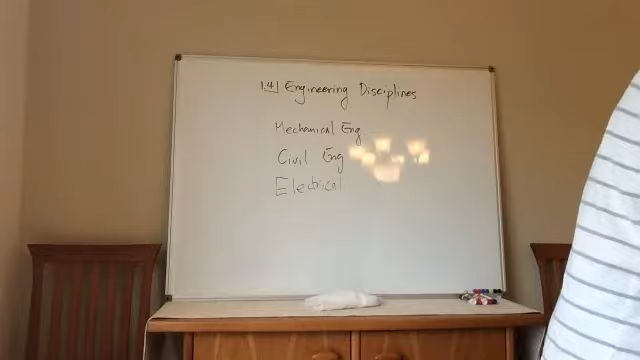 1.4 Engineering Disciplines
Mechanical Eng.
Civil Eng
Electrical